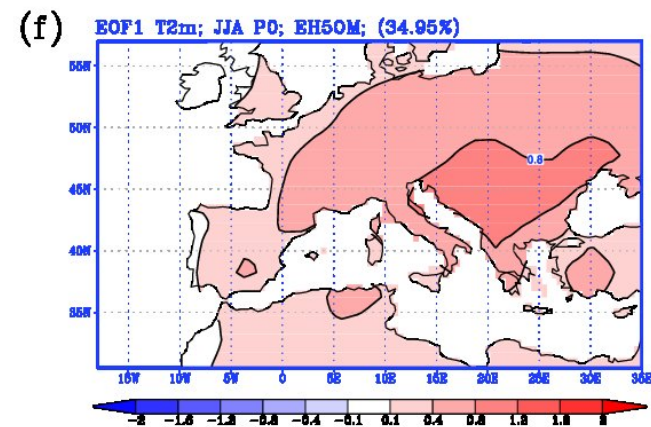 (f)
EOF1 T2m; JJA P0; EH5OM; (34.95%)
55N
50N
0.8
45N
40N
35N
15W 10W 5W 0 5E 10E 15E 20E 25E 30E 35E
-2 -1.6 -1.2 -0.8 -0.4 -0.1 0.1 0.4 0.8 1.2 1.6 2